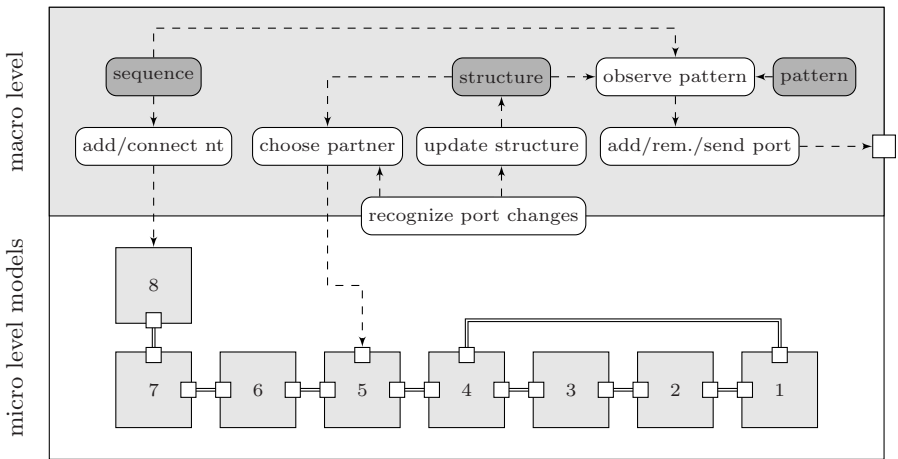 macro level
sequence
structure
observe pattern
pattern
add/connect nt
choose partner
update structure
add/rem./send port
recognize port changes
micro level models
8
7
6
5
4
3
2
1